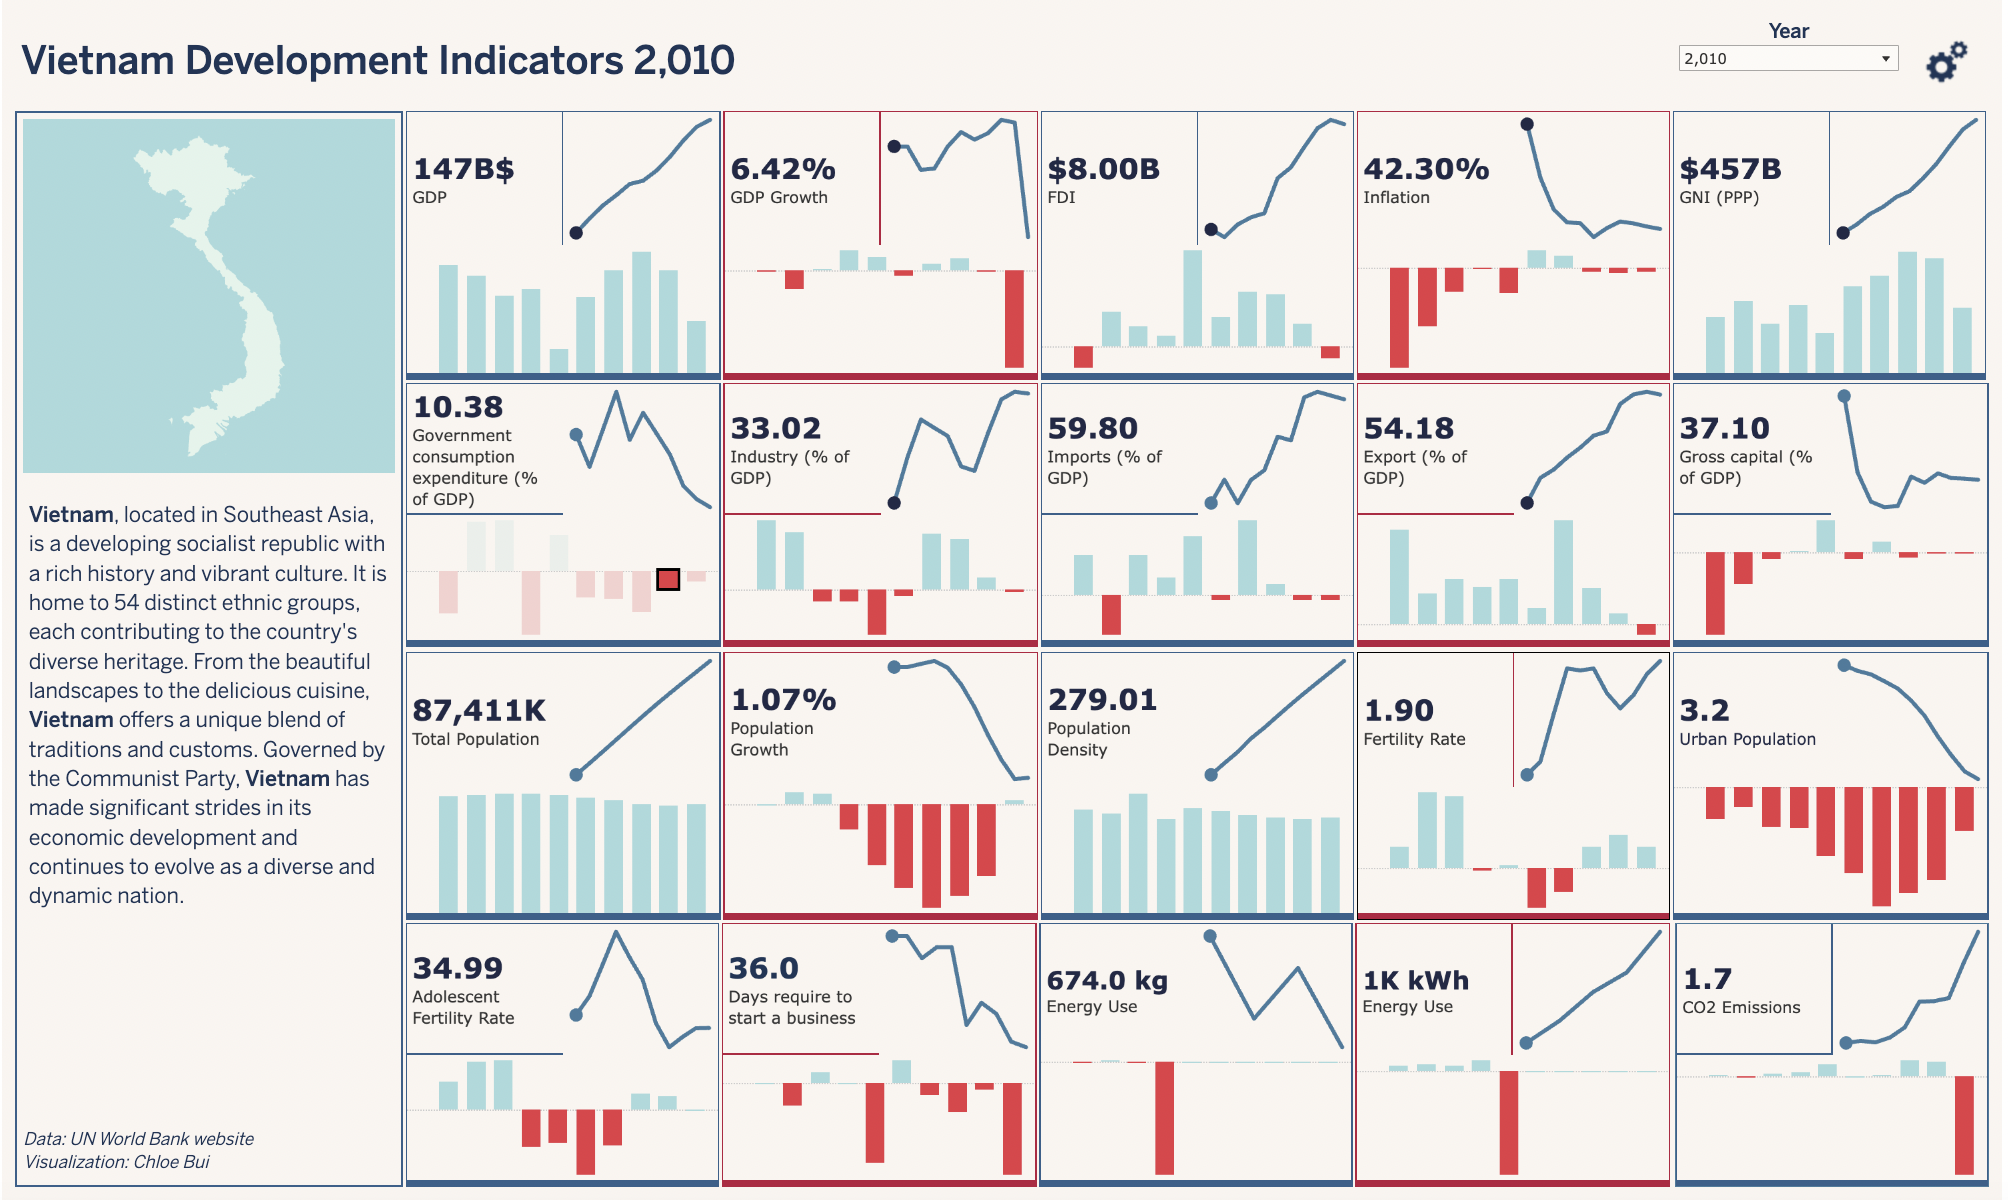 Vietnam Development Indicators 2,010
Year
2,010
147B$
GDP
6.42%
GDP Growth
$8.00B
FDI
42.30%
Inflation
$457B
GNI (PPP)
10.38
Government
consumption
expenditure (%
of GDP)
33.02
Industry (% of
GDP)
59.80
Imports (% of
GDP)
54.18
Export (% of
GDP)
37.10
Gross capital (%
of GDP)
Vietnam, located in Southeast Asia,
is a developing socialist republic with
a rich history and vibrant culture. It is
home to 54 distinct ethnic groups,
each contributing to the country's
diverse heritage. From the beautiful
landscapes to the delicious cuisine,
Vietnam offers a unique blend of
traditions and customs. Governed by
the Communist Party, Vietnam has
made significant strides in its
economic development and
continues to evolve as a diverse and
dynamic nation.
87,411K
Total Population
1.07%
Population
Growth
279.01
Population
Density
1.90
Fertility Rate
3.2
Urban Population
34.99
Adolescent
Fertility Rate
36.0
Days require to
start a business
674.0 kg
Energy Use
1K kWh
Energy Use
1.7
CO2 Emissions
Data: UN World Bank website
Visualization: Chloe Bui